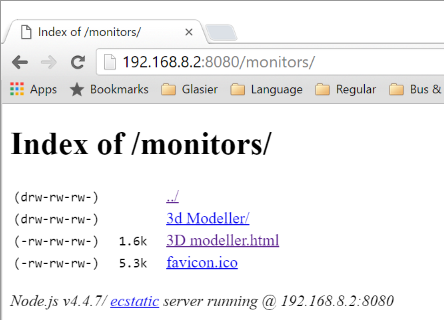 Index of /monitors/
192.168.8.2:8080/monitors/
Apps Bookmarks Glasier Landscape Regular Bus &
Index of /monitors/
(drw-rw-rw-) ../
(drw-rw-rw-) 3d Modeller/
(-rw-rw-rw-) 1.6k 3D modeller.html
(-rw-rw-rw-) 5.3k favicon.ico
Node.js v4.4.7/ ecstatic server running @ 192.168.8.2:8080